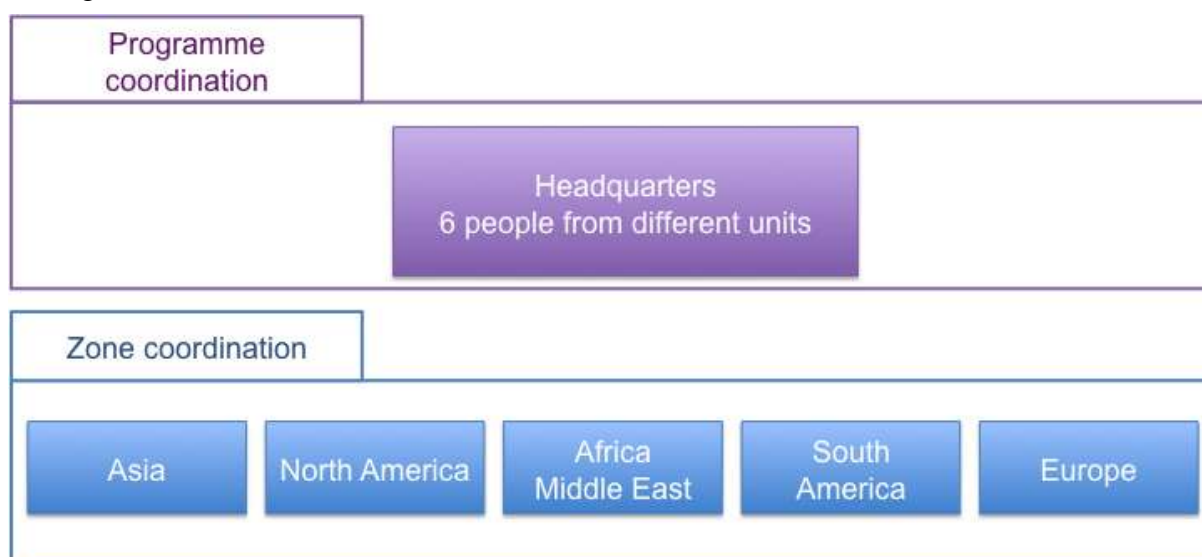 Programme
coordination
Headquarters
6 people from different units
Zone coordination
Asia
North America
Africa
Middle East
South
America
Europe